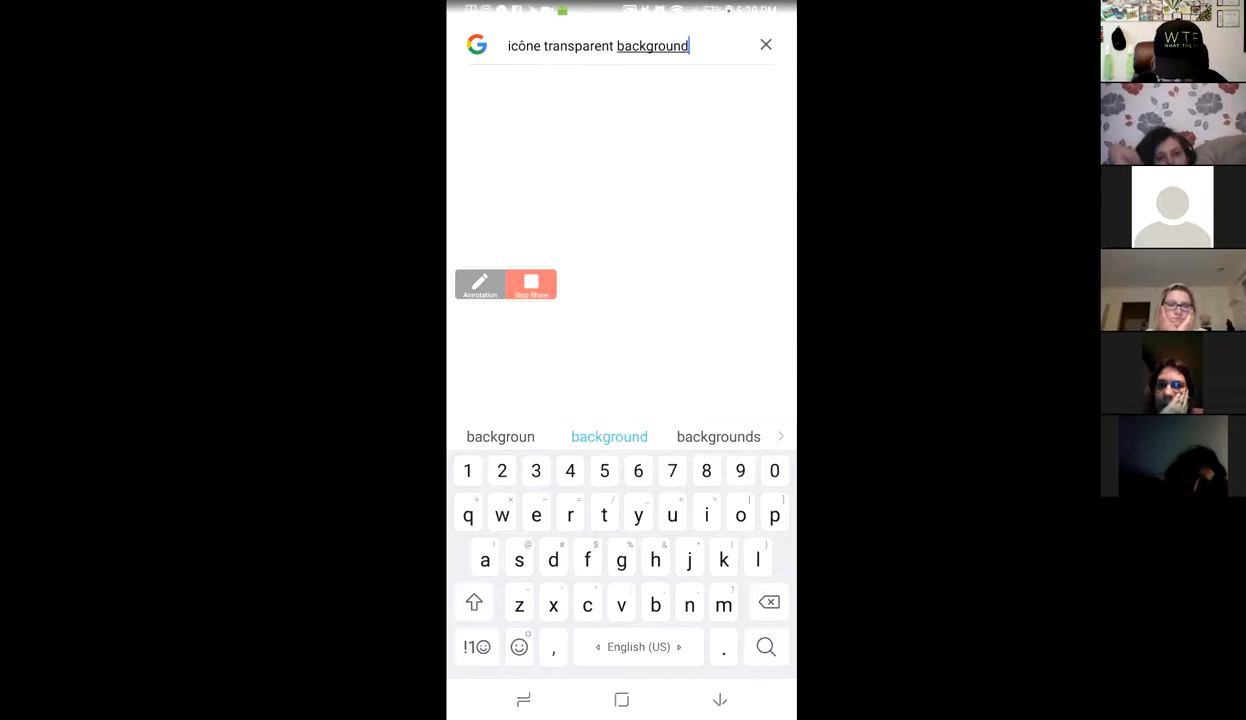 icône transparent background
Annotation
Stop Share
backgroun
background
backgrounds
1 2 3 4 5 6 7 8 9 0
q w e r t y u i o p
a s d f g h j k l
z x c v b n m
!1
,
English (US)
.
WTF